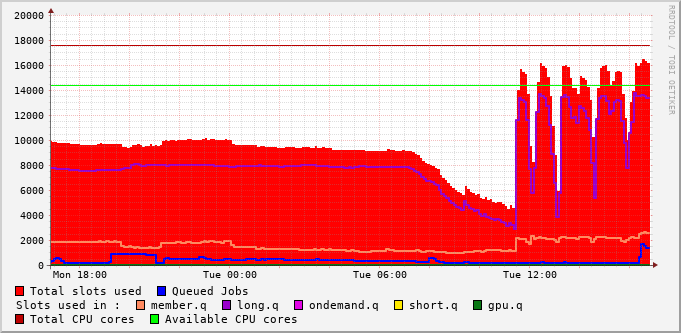 20000
18000
16000
14000
12000
10000
8000
6000
4000
2000
0
Mon 18:00 Tue 00:00 Tue 06:00 Tue 12:00
RRDTOOL / TOBI OETIKER
Total slots used Queued Jobs
Slots used in : member.q long.q ondemand.q short.q gpu.q
Total CPU cores Available CPU cores